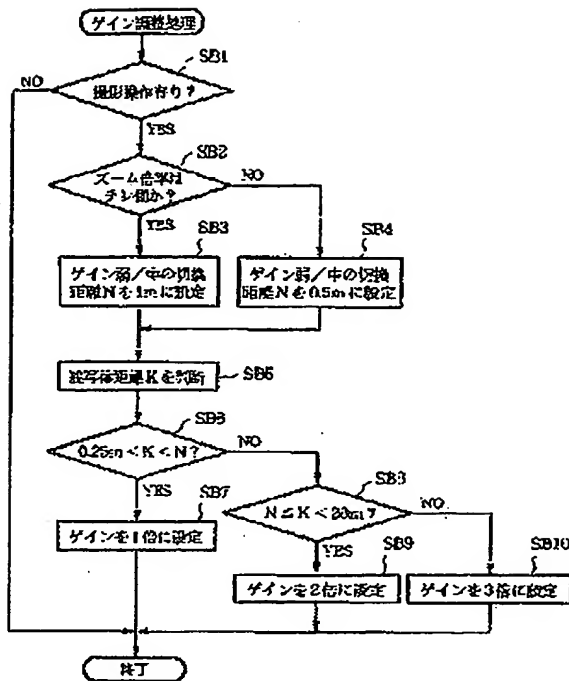 ゲイン調整処理
SB1
NO
撮影操作有り?
YES
SB2
ズーム倍率は
テレ側か?
NO
YES
SB3
SB4
ゲイン弱/中の切換
距離Nを1mに設定
ゲイン弱/中の切換
距離Nを0.5mに設定
被写体距離Kを判断
SB5
SB6
0.25m<K<N?
NO
YES
SB7
SB8
N≦K<20m?
NO
ゲインを1倍に設定
YES
SB9
SB10
ゲインを2倍に設定
ゲインを3倍に設定
終了